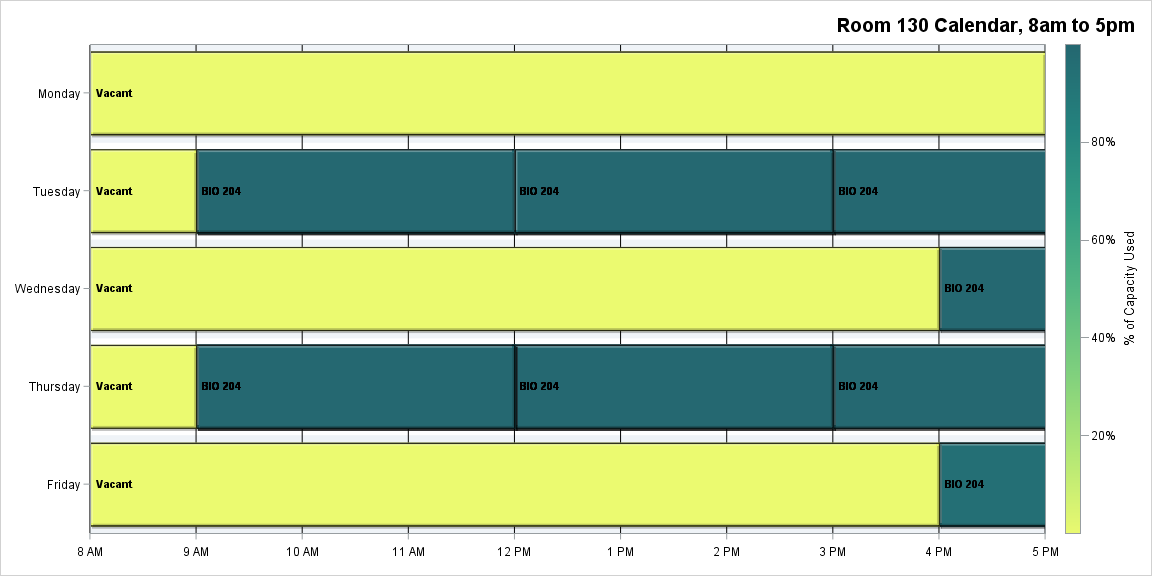 Room 130 Calendar, 8am to 5pm
Monday
Vacant
Tuesday
Vacant
BIO 204
BIO 204
BIO 204
Wednesday
Vacant
BIO 204
Thursday
Vacant
BIO 204
BIO 204
BIO 204
Friday
Vacant
BIO 204
8 AM
9 AM
10 AM
11 AM
12 PM
1 PM
2 PM
3 PM
4 PM
5 PM
80%
60%
40%
20%
% of Capacity Used